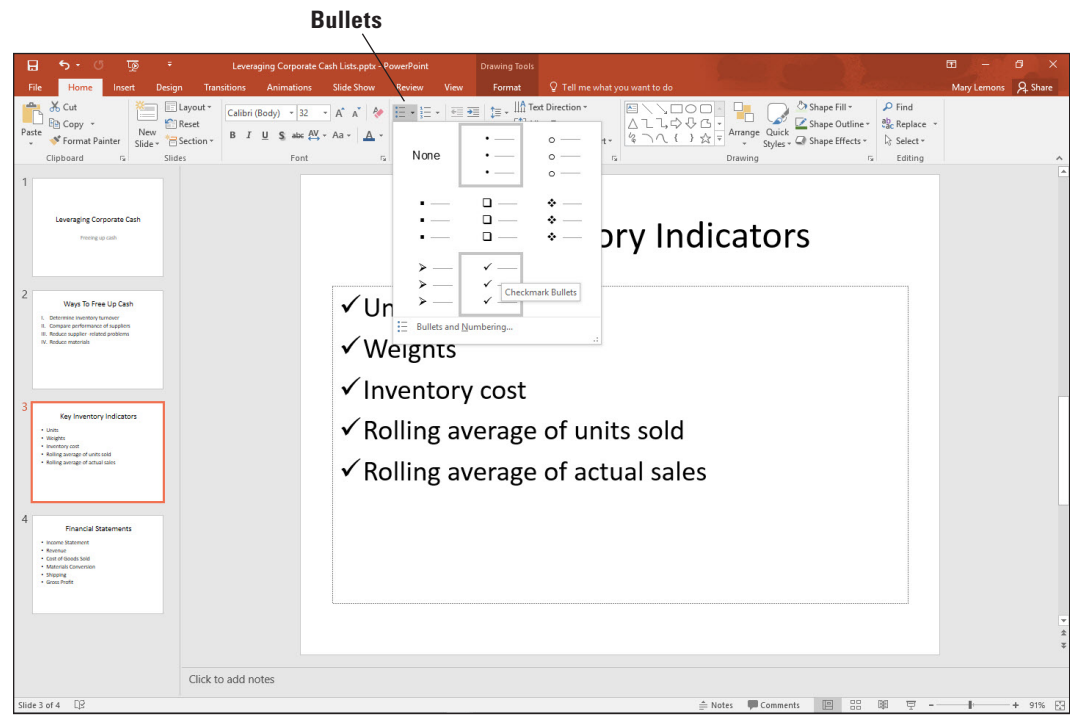 Bullets
Leveraging Corporate Cash Lists.pptx - PowerPoint
Drawing Tools
File Home Insert Design Transitions Animations Slide Show Review View Format Tell me what you want to do Mary Lemons Share
Paste
Cut
Copy
Format Painter
Clipboard
New Slide
Layout
Reset
Section
Slides
Calibri (Body) 32
B I U S abc AV Aa A
Font
Text Direction
Arrange
Quick Styles
Shape Fill
Shape Outline
Shape Effects
Drawing
Find
Replace
Select
Editing
None
Checkmark Bullets
Bullets and Numbering...
1
Leveraging Corporate Cash
Freeing up cash
2
Ways To Free Up Cash
I. Determine inventory turnover
II. Compare performance of suppliers
III. Reduce supplier -related problems
IV. Reduce materials
3
Key Inventory Indicators
• Units
• Weights
• Inventory cost
• Rolling average of units sold
• Rolling average of actual sales
4
Financial Statements
• Income Statement
• Revenue
• Cost of Goods Sold
• Materials Conversion
• Shipping
• Gross Profit
ory Indicators
✓Un
✓Weights
✓Inventory cost
✓Rolling average of units sold
✓Rolling average of actual sales
Click to add notes
Slide 3 of 4
Notes Comments 91%